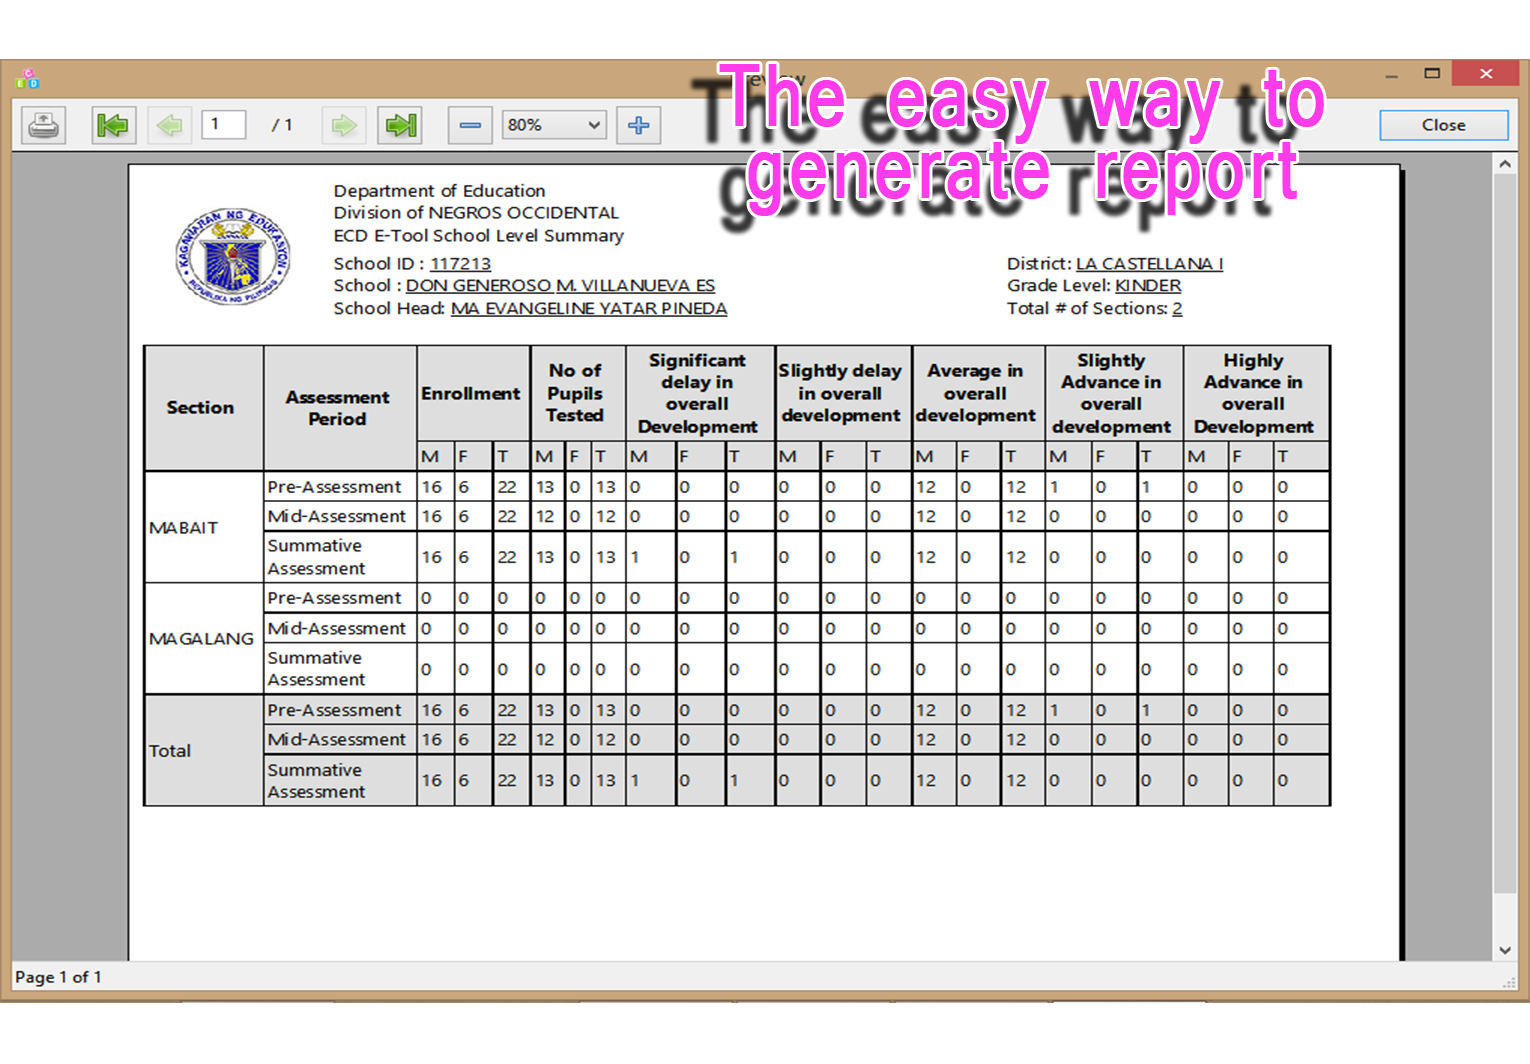 The easy way to
generate report
1 / 1 80% Close
Department of Education
Division of NEGROS OCCIDENTAL
ECD E-Tool School Level Summary
School ID : 117213 District: LA CASTELLANA I
School : DON GENEROSO M. VILLANUEVA ES Grade Level: KINDER
School Head: MA EVANGELINE YATAR PINEDA Total # of Sections: 2
KAGAWARAN NG EDUKASYON
REPUBLIKA NG PILIPINAS
Section Assessment Period Enrollment No of Pupils Tested Significant delay in overall Development Slightly delay in overall development Average in overall development Slightly Advance in overall development Highly Advance in overall Development
M F T M F T M F T M F T M F T M F T M F T
MABAIT
Pre-Assessment 16 6 22 13 0 13 0 0 0 0 0 0 12 0 12 1 0 1 0 0 0
Mid-Assessment 16 6 22 12 0 12 0 0 0 0 0 0 12 0 12 0 0 0 0 0 0
Summative Assessment 16 6 22 13 0 13 1 0 1 0 0 0 12 0 12 0 0 0 0 0 0
MAGALANG
Pre-Assessment 0 0 0 0 0 0 0 0 0 0 0 0 0 0 0 0 0 0 0 0 0
Mid-Assessment 0 0 0 0 0 0 0 0 0 0 0 0 0 0 0 0 0 0 0 0 0
Summative Assessment 0 0 0 0 0 0 0 0 0 0 0 0 0 0 0 0 0 0 0 0 0
Total
Pre-Assessment 16 6 22 13 0 13 0 0 0 0 0 0 12 0 12 1 0 1 0 0 0
Mid-Assessment 16 6 22 12 0 12 0 0 0 0 0 0 12 0 12 0 0 0 0 0 0
Summative Assessment 16 6 22 13 0 13 1 0 1 0 0 0 12 0 12 0 0 0 0 0 0
Page 1 of 1